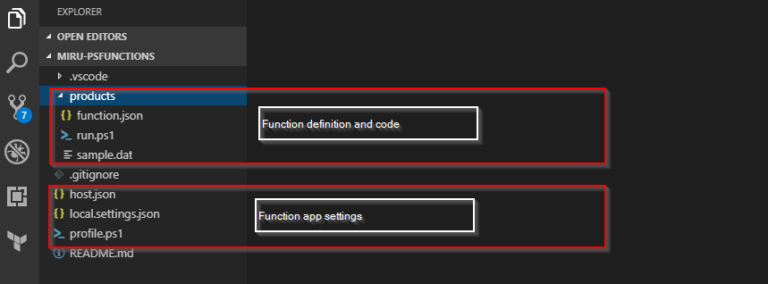 EXPLORER
OPEN EDITORS
MIRU-PSFUNCTIONS
.vscode
products
{} function.json
run.ps1
sample.dat
.gitignore
{} host.json
{} local.settings.json
profile.ps1
README.md
7
Function definition and code
Function app settings